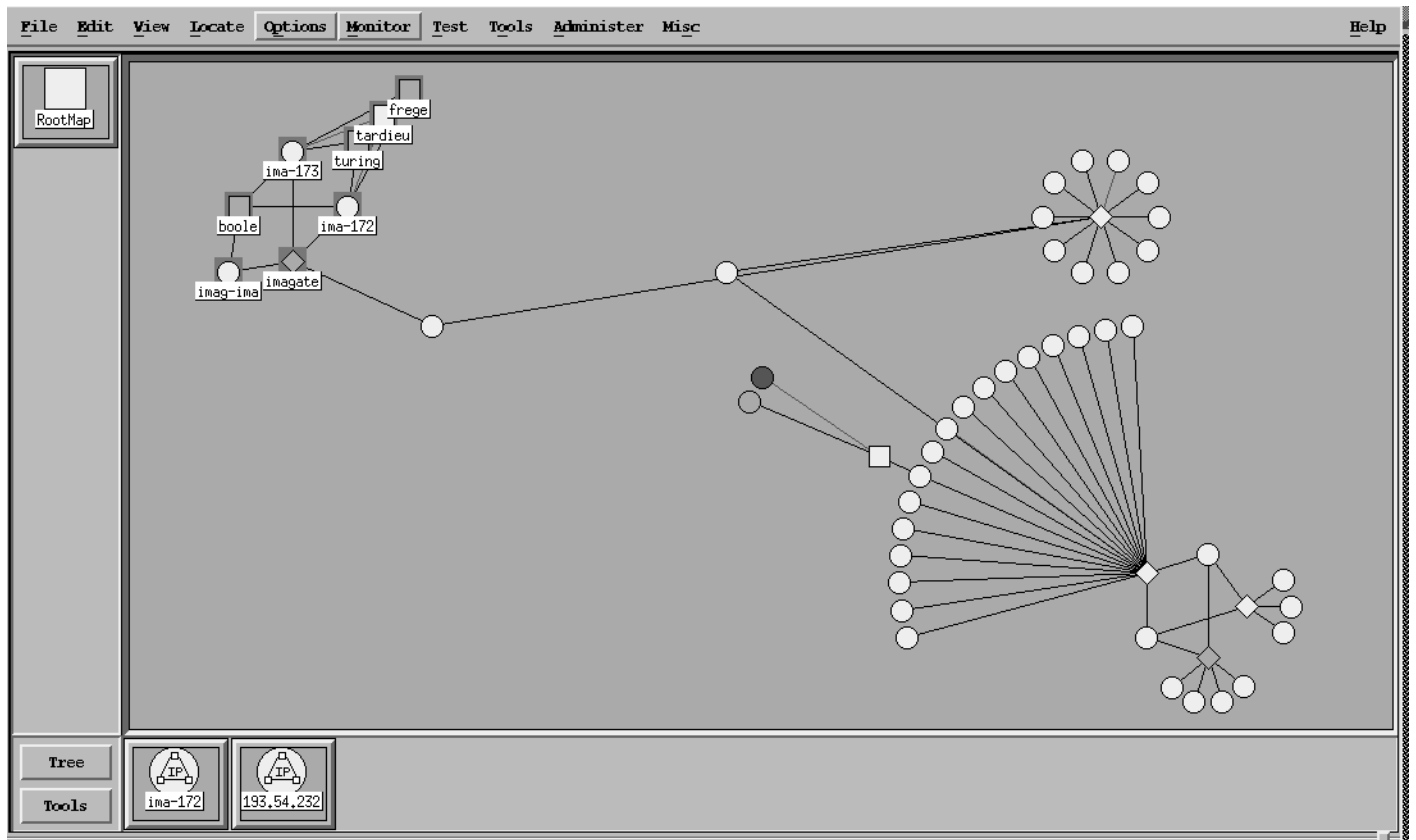 File Edit View Locate Options Monitor Test Tools Administer Misc Help
RootMap
frege
tardieu
turing
ima-173
boole
ima-172
imag-ima
imagate
Tree
Tools
IP
ima-172
IP
193.54.232